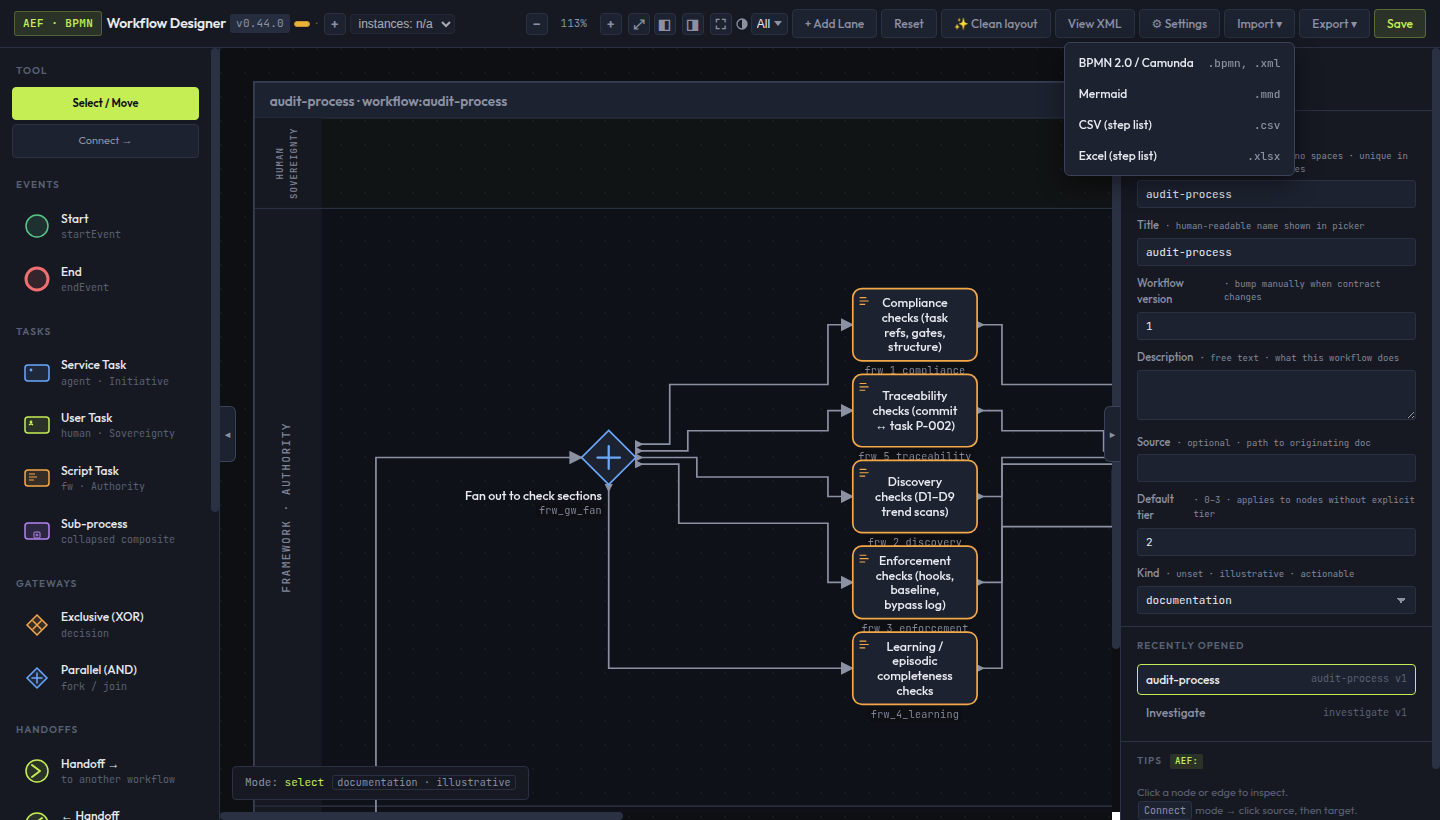 AEF · BPMN Workflow Designer v0.44.0 · + instances: n/a − 113% + All + Add Lane Reset ✨ Clean layout View XML ⚙ Settings Import ▾ Export ▾ Save
BPMN 2.0 / Camunda .bpmn, .xml
Mermaid .mmd
CSV (step list) .csv
Excel (step list) .xlsx
TOOL
Select / Move
Connect →
EVENTS
Start
startEvent
End
endEvent
TASKS
Service Task
agent · Initiative
User Task
human · Sovereignty
Script Task
fw · Authority
Sub-process
collapsed composite
GATEWAYS
Exclusive (XOR)
decision
Parallel (AND)
fork / join
HANDOFFS
Handoff →
to another workflow
← Handoff
audit-process · workflow:audit-process
HUMAN
SOVEREIGNTY
FRAMEWORK · AUTHORITY
Fan out to check sections
frw_gw_fan
Compliance
checks (task
refs, gates,
structure)
frw_1_compliance
Traceability
checks (commit
↔ task P-002)
frw_5_traceability
Discovery
checks (D1–D9
trend scans)
frw_2_discovery
Enforcement
checks (hooks,
baseline,
bypass log)
frw_3_enforcement
Learning /
episodic
completeness
checks
frw_4_learning
Mode: select documentation · illustrative
no spaces · unique in
es
audit-process
Title · human-readable name shown in picker
audit-process
Workflow
version
· bump manually when contract
changes
1
Description · free text · what this workflow does
Source · optional · path to originating doc
Default
tier
· 0-3 · applies to nodes without explicit
tier
2
Kind · unset · illustrative · actionable
documentation
RECENTLY OPENED
audit-process audit-process v1
Investigate investigate v1
TIPS AEF:
Click a node or edge to inspect.
Connect mode → click source, then target.